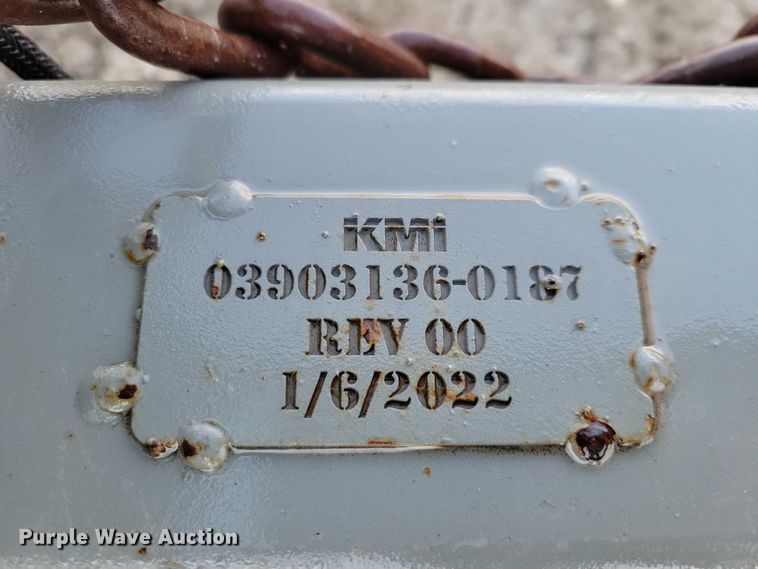 KMi
03903136-0187
REV 00
1/6/2022
Purple Wave Auction